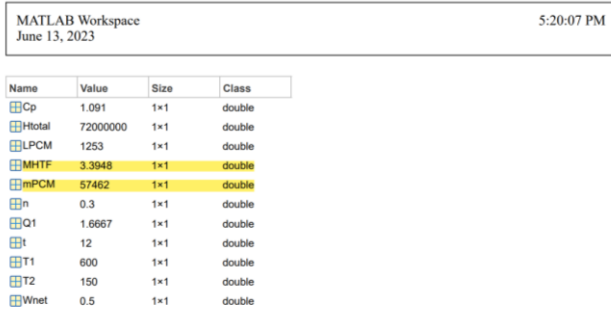 MATLAB Workspace 5:20:07 PM
June 13, 2023
Name Value Size Class
Cp 1.091 1×1 double
Htotal 72000000 1×1 double
LPCM 1253 1×1 double
MHTF 3.3948 1×1 double
mPCM 57462 1×1 double
n 0.3 1×1 double
Q1 1.6667 1×1 double
t 12 1×1 double
T1 600 1×1 double
T2 150 1×1 double
Wnet 0.5 1×1 double